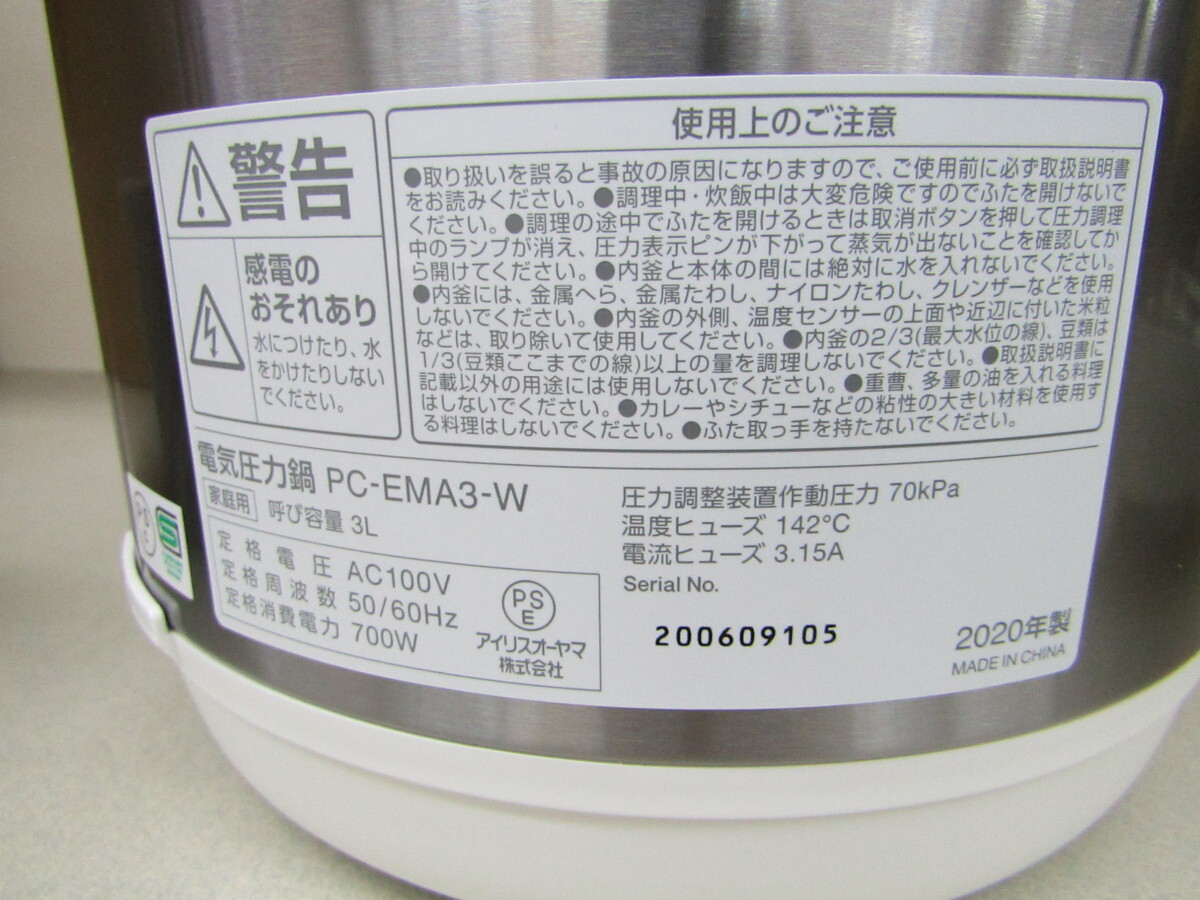 警告
感電の
おそれあり
水につけたり、水
をかけたりしない
でください。
使用上のご注意
●取り扱いを誤ると事故の原因になりますので、ご使用前に必ず取扱説明書
をお読みください。●調理中・炊飯中は大変危険ですのでふたを開けないで
ください。●調理の途中でふたを開けるときは取消ボタンを押して圧力調理
中のランプが消え、圧力表示ピンが下がって蒸気が出ないことを確認してか
ら開けてください。●内釜と本体の間には絶対に水を入れないでください。
●内釜には、金属へら、金属たわし、ナイロンたわし、クレンザーなどを使用
しないでください。●内釜の外側、温度センサーの上面や近辺に付いた米粒
などは、取り除いて使用してください。●内釜の2/3(最大水位の線)、豆類は
1/3(豆類ここまでの線)以上の量を調理しないでください。●取扱説明書に
記載以外の用途には使用しないでください。●重曹、多量の油を入れる料理
はしないでください。●カレーやシチューなどの粘性の大きい材料を使用す
る料理はしないでください。●ふた取っ手を持たないでください。
電気圧力鍋 PC-EMA3-W
家庭用 呼び容量 3L
定格電圧 AC100V
定格周波数 50/60Hz
定格消費電力 700W
PS
E
アイリスオーヤマ
株式会社
圧力調整装置作動圧力 70kPa
温度ヒューズ 142℃
電流ヒューズ 3.15A
Serial No.
200609105
2020年製
MADE IN CHINA